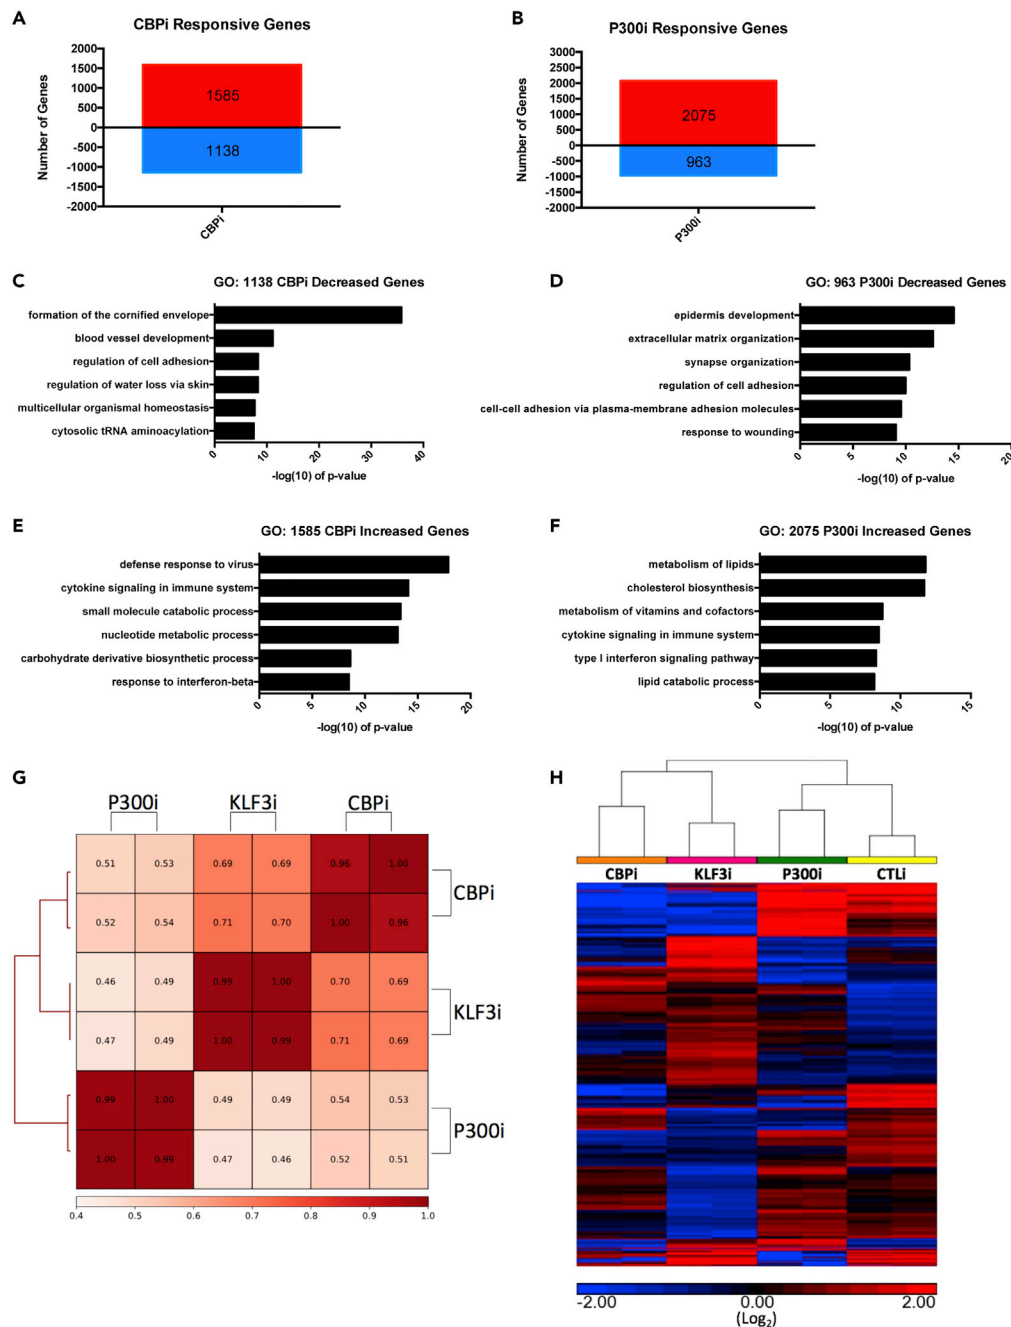 A
CBPi Responsive Genes
Number of Genes
2000
1500
1000
500
0
-500
-1000
-1500
-2000
1585
1138
CBPi
B
P300i Responsive Genes
Number of Genes
3000
2500
2000
1500
1000
500
0
-500
-1000
-1500
-2000
2075
963
P300i
C
GO: 1138 CBPi Decreased Genes
formation of the cornified envelope
blood vessel development
regulation of cell adhesion
regulation of water loss via skin
multicellular organismal homeostasis
cytosolic tRNA aminoacylation
0 10 20 30 40
-log(10) of p-value
D
GO: 963 P300i Decreased Genes
epidermis development
extracellular matrix organization
synapse organization
regulation of cell adhesion
cell-cell adhesion via plasma-membrane adhesion molecules
response to wounding
0 5 10 15 20
-log(10) of p-value
E
GO: 1585 CBPi Increased Genes
defense response to virus
cytokine signaling in immune system
small molecule catabolic process
nucleotide metabolic process
carbohydrate derivative biosynthetic process
response to interferon-beta
0 5 10 15 20
-log(10) of p-value
F
GO: 2075 P300i Increased Genes
metabolism of lipids
cholesterol biosynthesis
metabolism of vitamins and cofactors
cytokine signaling in immune system
type I interferon signaling pathway
lipid catabolic process
0 5 10 15
-log(10) of p-value
G
P300i KLF3i CBPi
0.51 0.53 0.69 0.69 0.96 1.00
CBPi
0.52 0.54 0.71 0.70 1.00 0.96
0.46 0.49 0.99 1.00 0.70 0.69
KLF3i
0.47 0.49 1.00 0.99 0.71 0.69
0.99 1.00 0.49 0.49 0.54 0.53
P300i
1.00 0.99 0.47 0.46 0.52 0.51
0.4 0.5 0.6 0.7 0.8 0.9 1.0
H
CBPi KLF3i P300i CTLi
-2.00 0.00 2.00
(Log2)